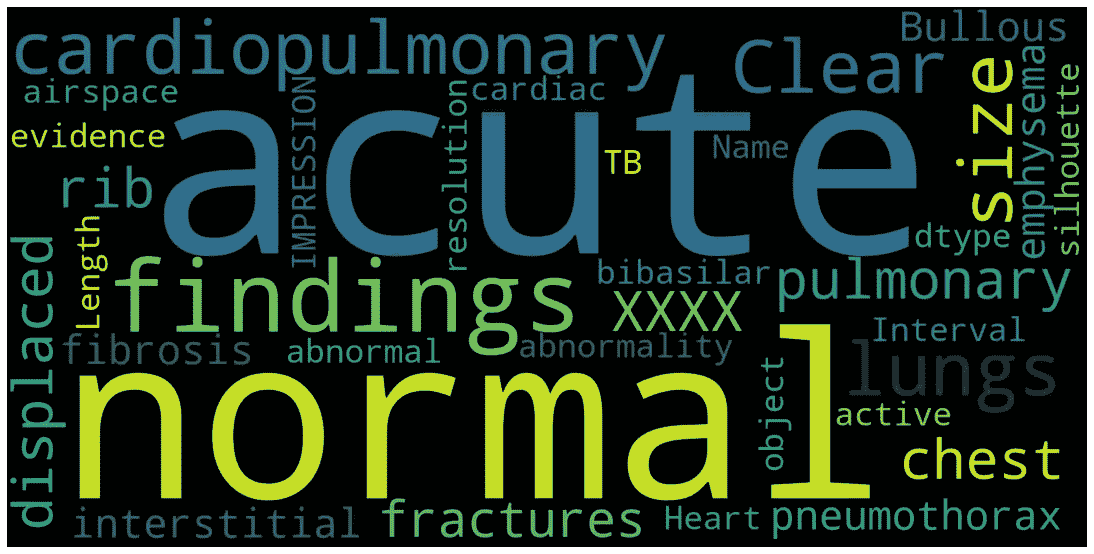 cardiopulmonary
Clear
Bullous
airspace
cardiac
evidence
acute
IMPRESSION
resolution
TB
Name
size
emphysema
silhouette
rib
Length
dtype
displaced
findings
bibasilar
XXXX
pulmonary
Interval
fibrosis
abnormal
abnormality
lungs
normal
object
active
chest
interstitial
fractures
Heart
pneumothorax